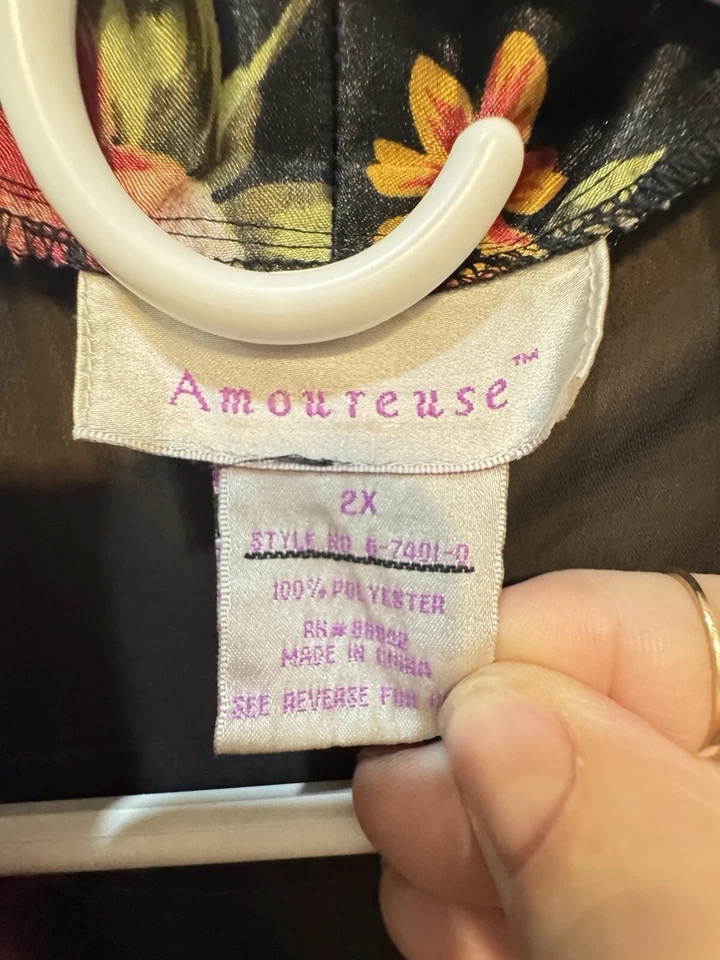 Amoureuse™
2X
STYLE NO 6-7401-Q
100% POLYESTER
RN#
MADE IN CHINA
SEE REVERSE FOR